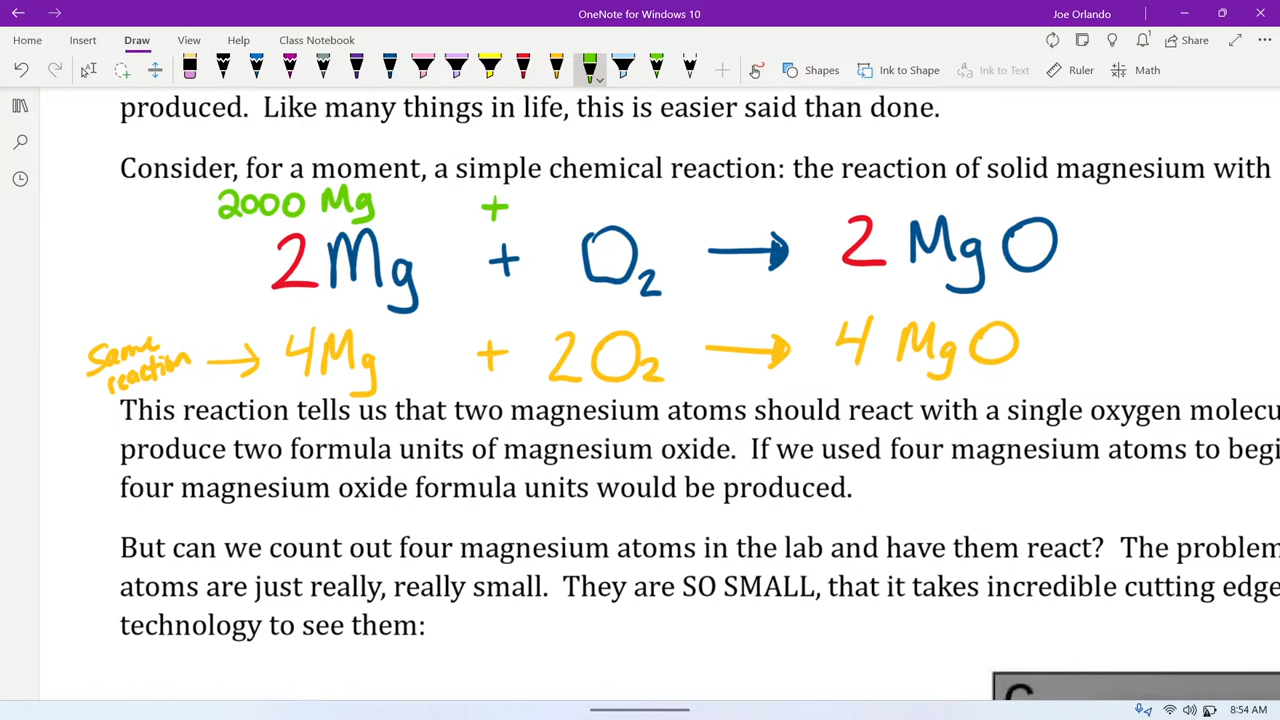 OneNote for Windows 10
Joe Orlando
Home Insert Draw View Help Class Notebook
Share
Shapes Ink to Shape Ink to Text Ruler Math
produced. Like many things in life, this is easier said than done.
Consider, for a moment, a simple chemical reaction: the reaction of solid magnesium with
2000 Mg +
2Mg + O₂ → 2 MgO
Same reaction → 4Mg + 2O₂ → 4 MgO
This reaction tells us that two magnesium atoms should react with a single oxygen molecu
produce two formula units of magnesium oxide. If we used four magnesium atoms to begi
four magnesium oxide formula units would be produced.
But can we count out four magnesium atoms in the lab and have them react? The problem
atoms are just really, really small. They are SO SMALL, that it takes incredible cutting edge
technology to see them:
C
8:54 AM